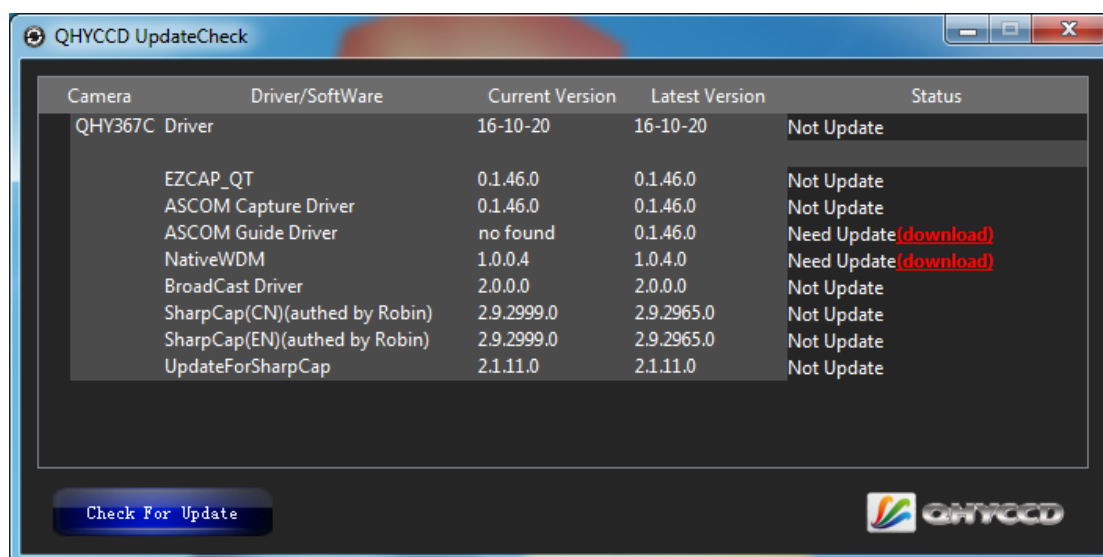 QHYCCD UpdateCheck
Camera Driver/SoftWare Current Version Latest Version Status
QHY367C Driver 16-10-20 16-10-20 Not Update
EZCAP_QT 0.1.46.0 0.1.46.0 Not Update
ASCOM Capture Driver 0.1.46.0 0.1.46.0 Not Update
ASCOM Guide Driver no found 0.1.46.0 Need Update(download)
NativeWDM 1.0.0.4 1.0.4.0 Need Update(download)
BroadCast Driver 2.0.0.0 2.0.0.0 Not Update
SharpCap(CN)(authed by Robin) 2.9.2999.0 2.9.2965.0 Not Update
SharpCap(EN)(authed by Robin) 2.9.2999.0 2.9.2965.0 Not Update
UpdateForSharpCap 2.1.11.0 2.1.11.0 Not Update
Check For Update
QHYCCD